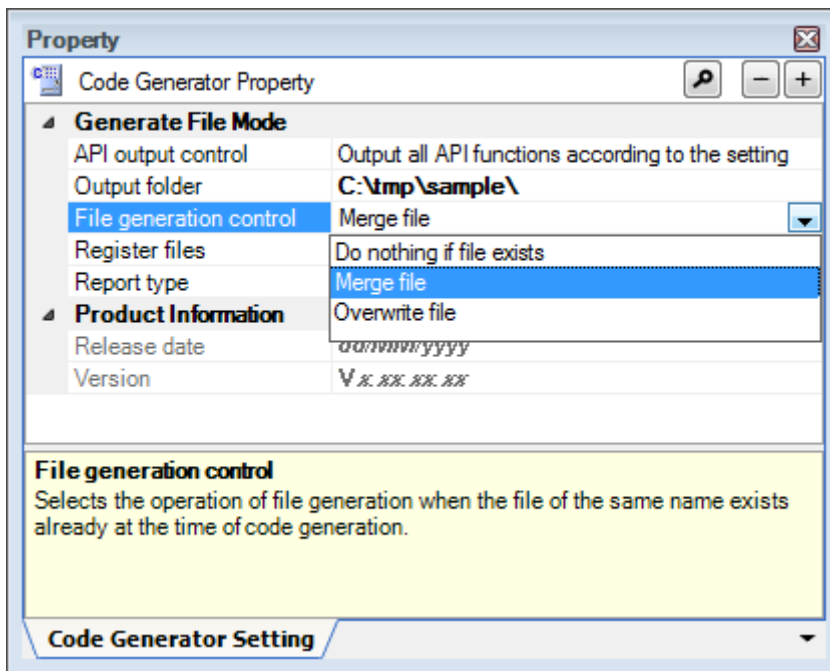 Property
Code Generator Property
Generate File Mode
API output control Output all API functions according to the setting
Output folder C:\tmp\sample\
File generation control Merge file
Register files Do nothing if file exists
Report type Merge file
Product Information Overwrite file
Release date
Version V x.xx.xx.xx
File generation control
Selects the operation of file generation when the file of the same name exists
already at the time of code generation.
Code Generator Setting